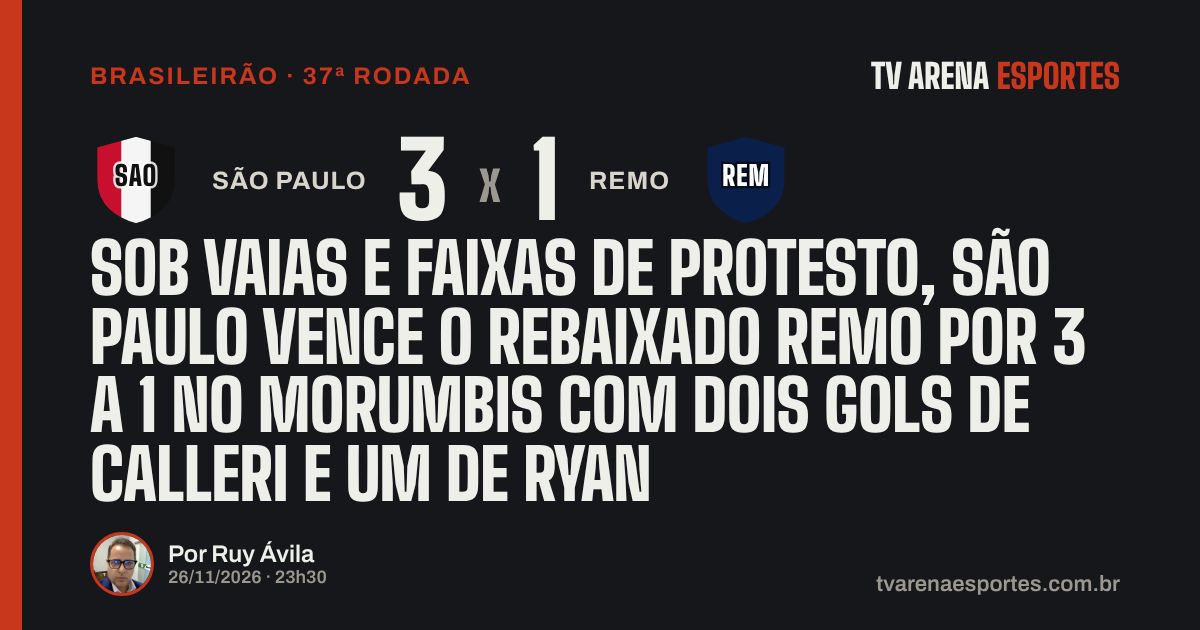 BRASILEIRÃO · 37ª RODADA
TV ARENA ESPORTES
SAO
SÃO PAULO 3 x 1 REMO
REM
SOB VAIAS E FAIXAS DE PROTESTO, SÃO
PAULO VENCE O REBAIXADO REMO POR 3
A 1 NO MORUMBIS COM DOIS GOLS DE
CALLERI E UM DE RYAN
Por Ruy Ávila
26/11/2026 · 23h30
tvarenaesportes.com.br